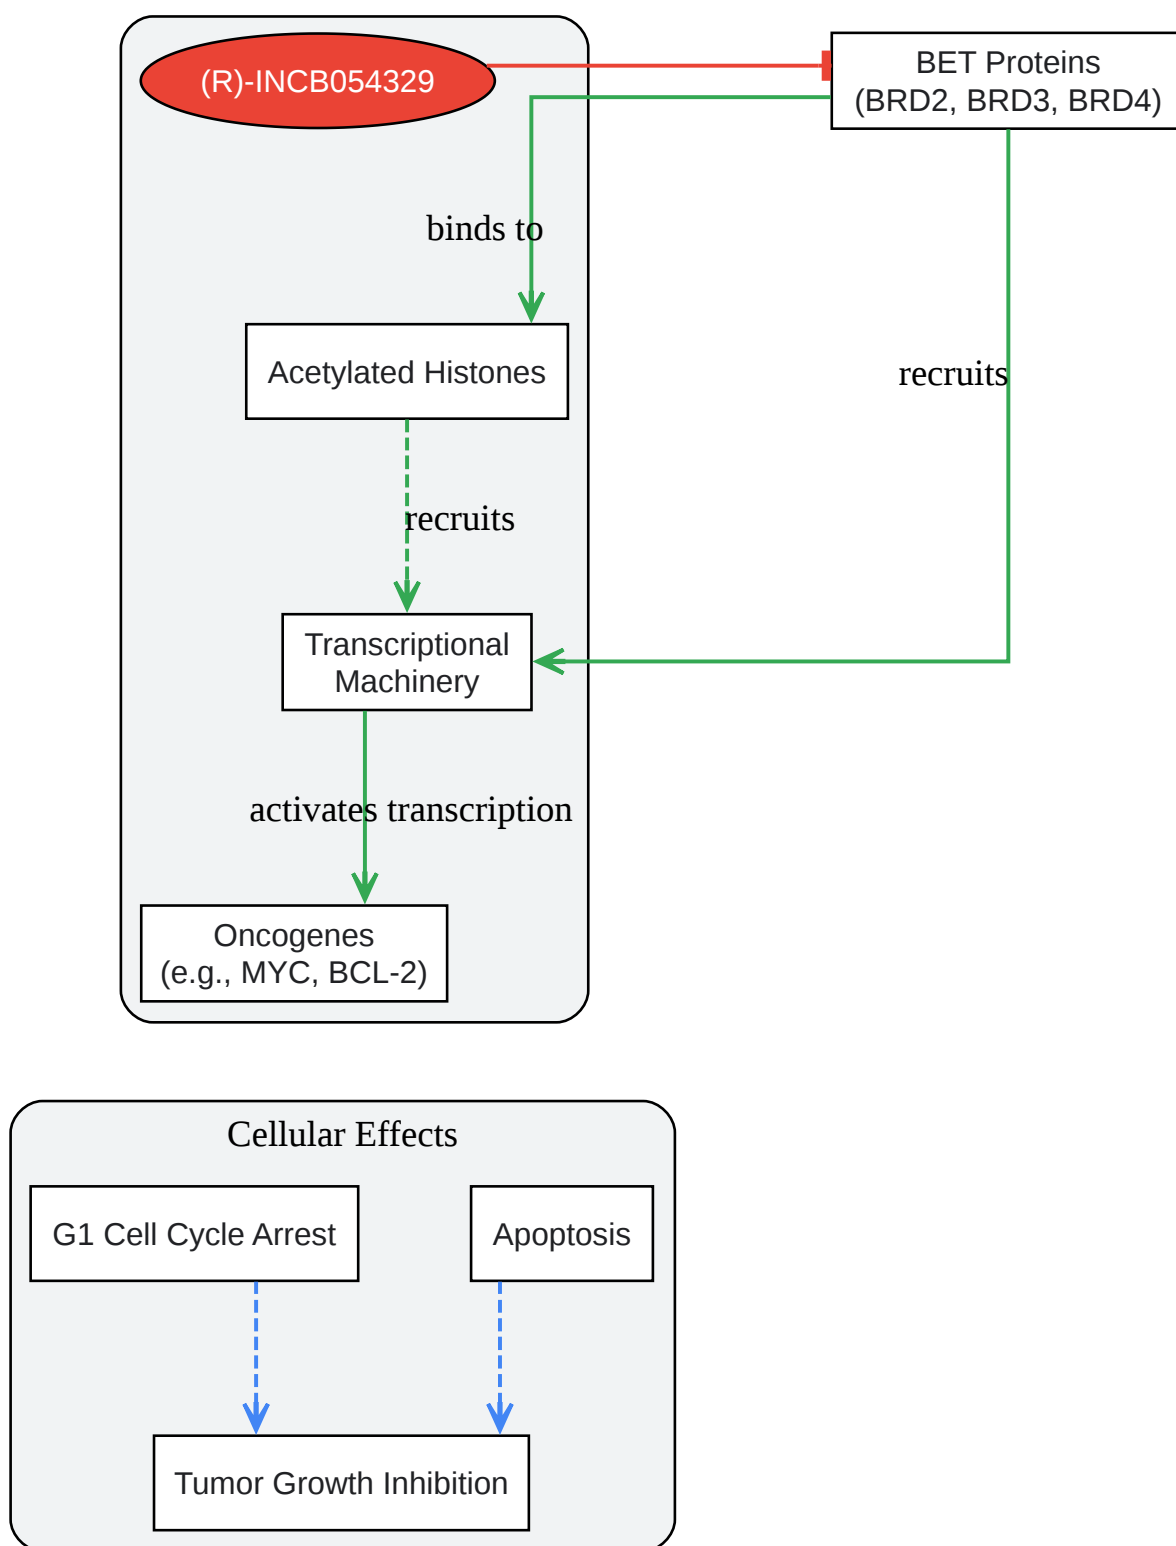 (R)-INCB054329
BET Proteins
(BRD2, BRD3, BRD4)
binds to
Acetylated Histones
recruits
recruits
Transcriptional
Machinery
activates transcription
Oncogenes
(e.g., MYC, BCL-2)
Cellular Effects
G1 Cell Cycle Arrest
Apoptosis
Tumor Growth Inhibition